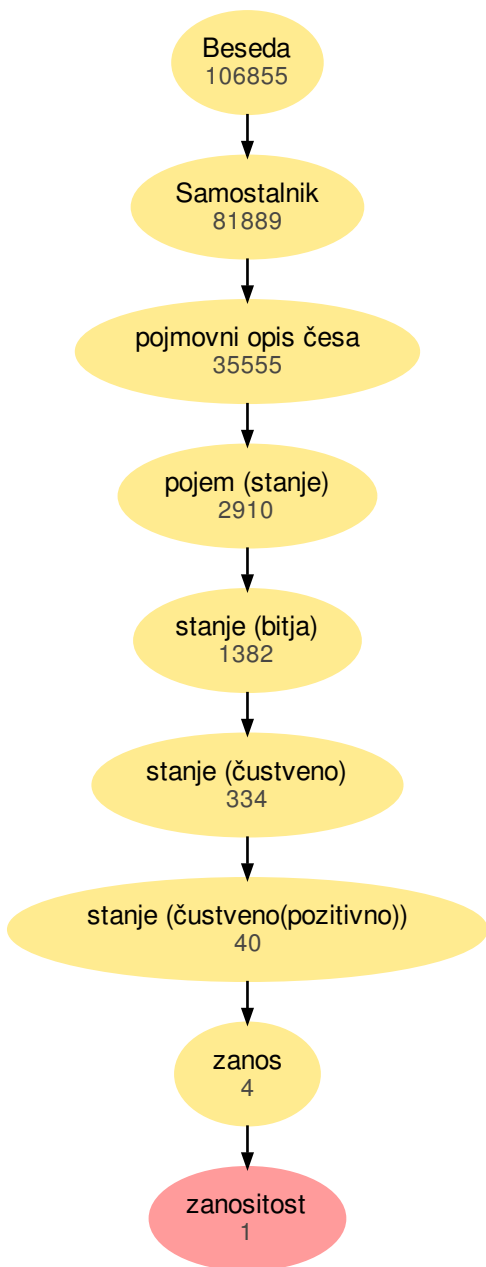 Beseda
106855
Samostalnik
81889
pojmovni opis česa
35555
pojem (stanje)
2910
stanje (bitja)
1382
stanje (čustveno)
334
stanje (čustveno(pozitivno))
40
zanos
4
zanositost
1